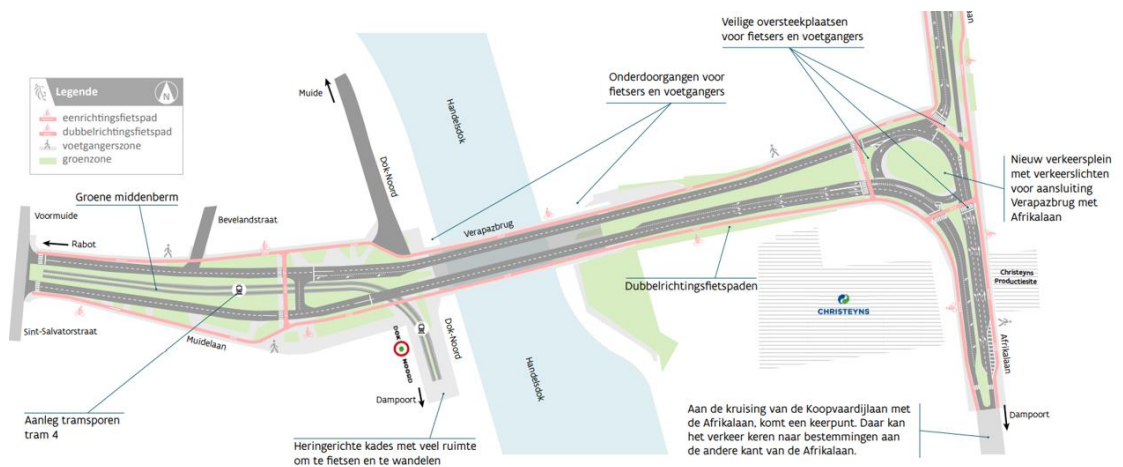 Veilige oversteekplaatsen
voor fietsers en voetgangers
Onderdoorgangen voor
fietsers en voetgangers
Legende
N
eenrichtingsfietspad
dubbelrichtingsfietspad
voetgangerszone
groenzone
Muide
Handelsdok
Dok-Noord
Groene middenberm
Nieuw verkeersplein
met verkeerslichten
voor aansluiting
Verapazbrug met
Afrikalaan
Voormuide
Bevelandstraat
Verapazbrug
Rabot
Dubbelrichtingsfietspaden
Christeyns
Productiesite
CHRISTEYNS
Sint-Salvatorstraat
Muidelaan
DOK
NOORD
Dok-Noord
Handelsdok
Afrikalaan
Dampoort
Aanleg tramsporen
tram 4
Heringerichte kades met veel ruimte
om te fietsen en te wandelen
Aan de kruising van de Koopvaardijlaan met
de Afrikalaan, komt een keerpunt. Daar kan
het verkeer keren naar bestemmingen aan
de andere kant van de Afrikalaan.
Dampoort